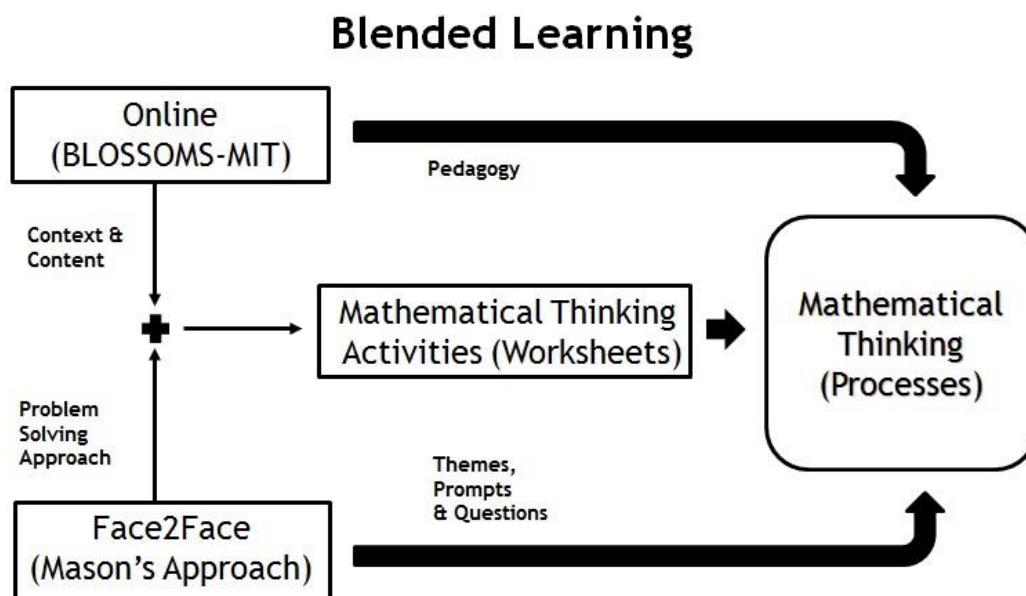 Blended Learning
Online
(BLOSSOMS-MIT)
Pedagogy
Context &
Content
Mathematical Thinking
Activities (Worksheets)
Mathematical
Thinking
(Processes)
Problem
Solving
Approach
Themes,
Prompts
& Questions
Face2Face
(Mason’s Approach)